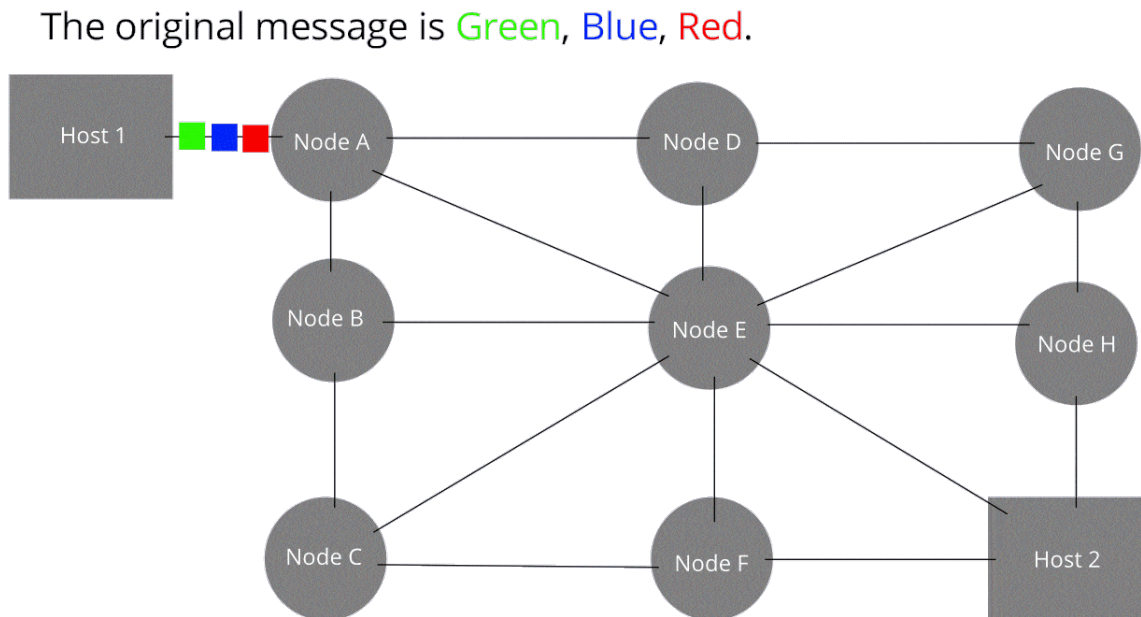 The original message is Green, Blue, Red.
Host 1
Node A
Node D
Node G
Node B
Node E
Node H
Node C
Node F
Host 2